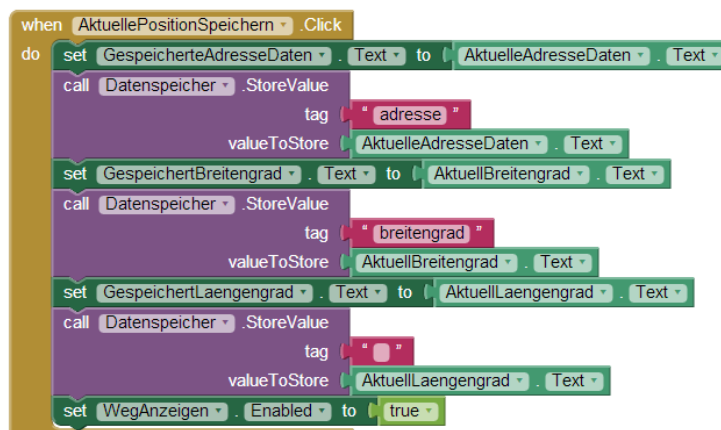 when AktuellePositionSpeichern .Click
do set GespeicherteAdresseDaten . Text to AktuelleAdresseDaten . Text
call Datenspeicher .StoreValue
tag " adresse "
valueToStore AktuelleAdresseDaten . Text
set GespeichertBreitengrad . Text to AktuellBreitengrad . Text
call Datenspeicher .StoreValue
tag " breitengrad "
valueToStore AktuellBreitengrad . Text
set GespeichertLaengengrad . Text to AktuellLaengengrad . Text
call Datenspeicher .StoreValue
tag " "
valueToStore AktuellLaengengrad . Text
set WegAnzeigen . Enabled to true